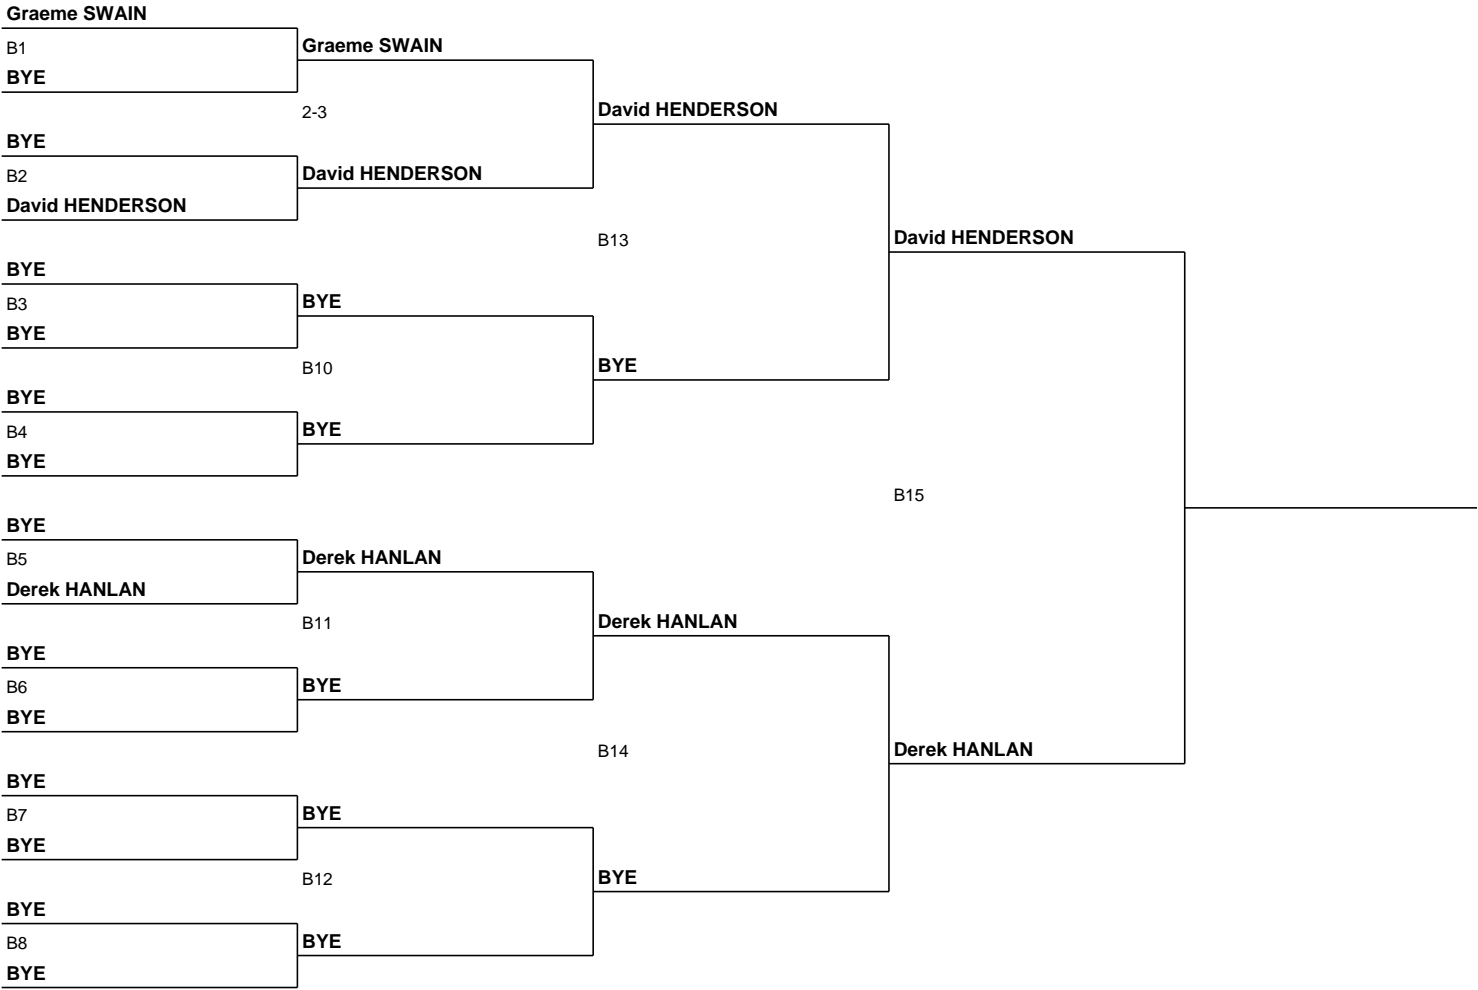 Graeme SWAIN
B1
BYE
BYE
B2
David HENDERSON
BYE
B3
BYE
BYE
B4
BYE
BYE
B5
Derek HANLAN
BYE
B6
BYE
BYE
B7
BYE
BYE
B8
BYE
Graeme SWAIN
2-3
David HENDERSON
BYE
B10
BYE
Derek HANLAN
B11
BYE
BYE
B12
BYE
David HENDERSON
B13
BYE
Derek HANLAN
B14
BYE
David HENDERSON
B15
Derek HANLAN